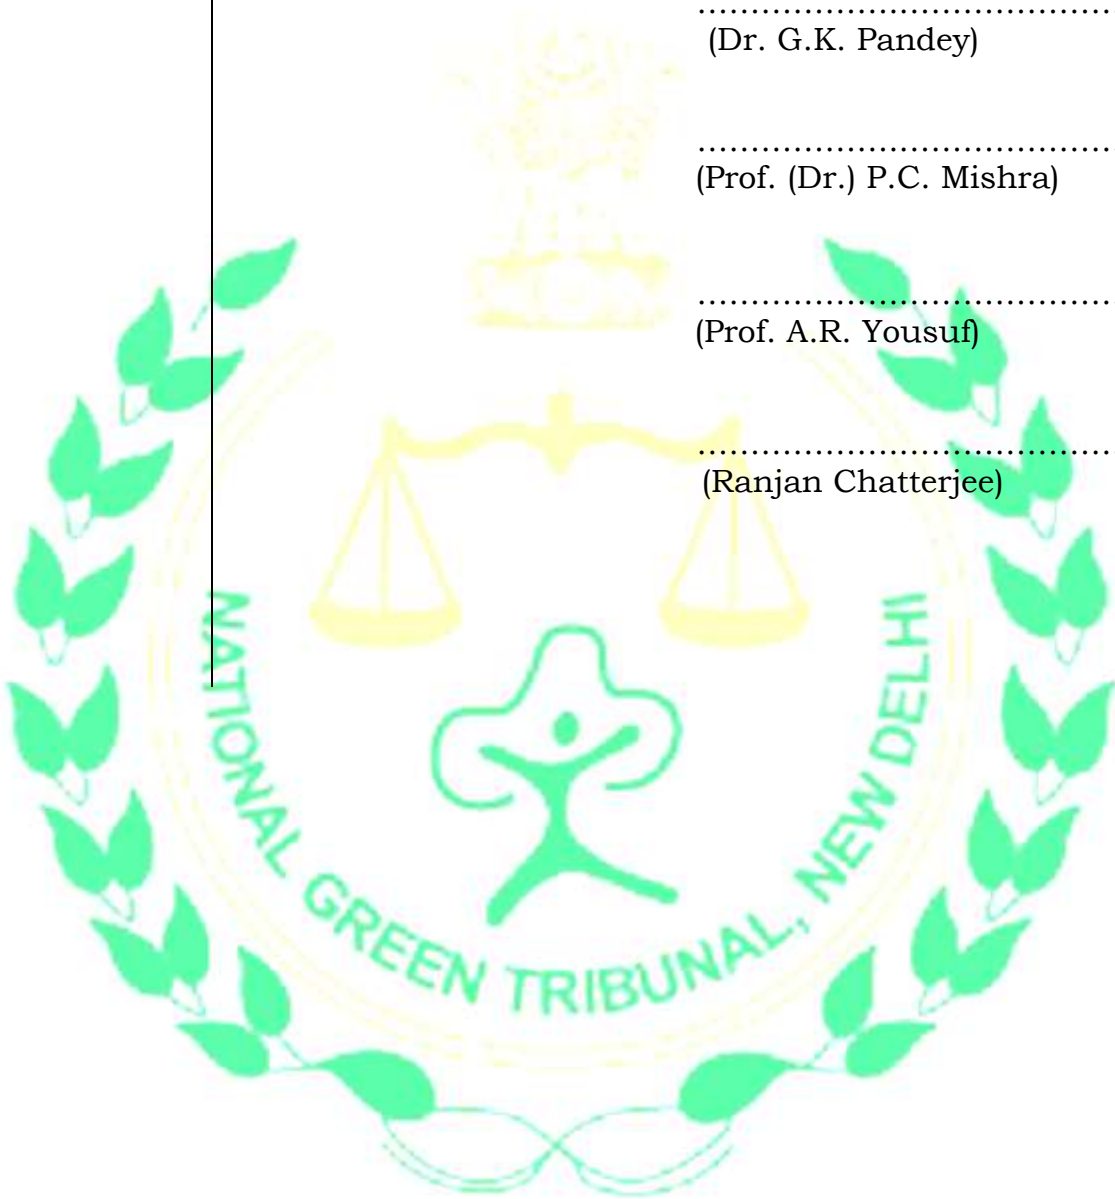 ……………………………………
(Dr. G.K. Pandey)
……………………………………
(Prof. (Dr.) P.C. Mishra)
……………………………………
(Prof. A.R. Yousuf)
……………………………………
(Ranjan Chatterjee)
NATIONAL GREEN TRIBUNAL, NEW DELHI